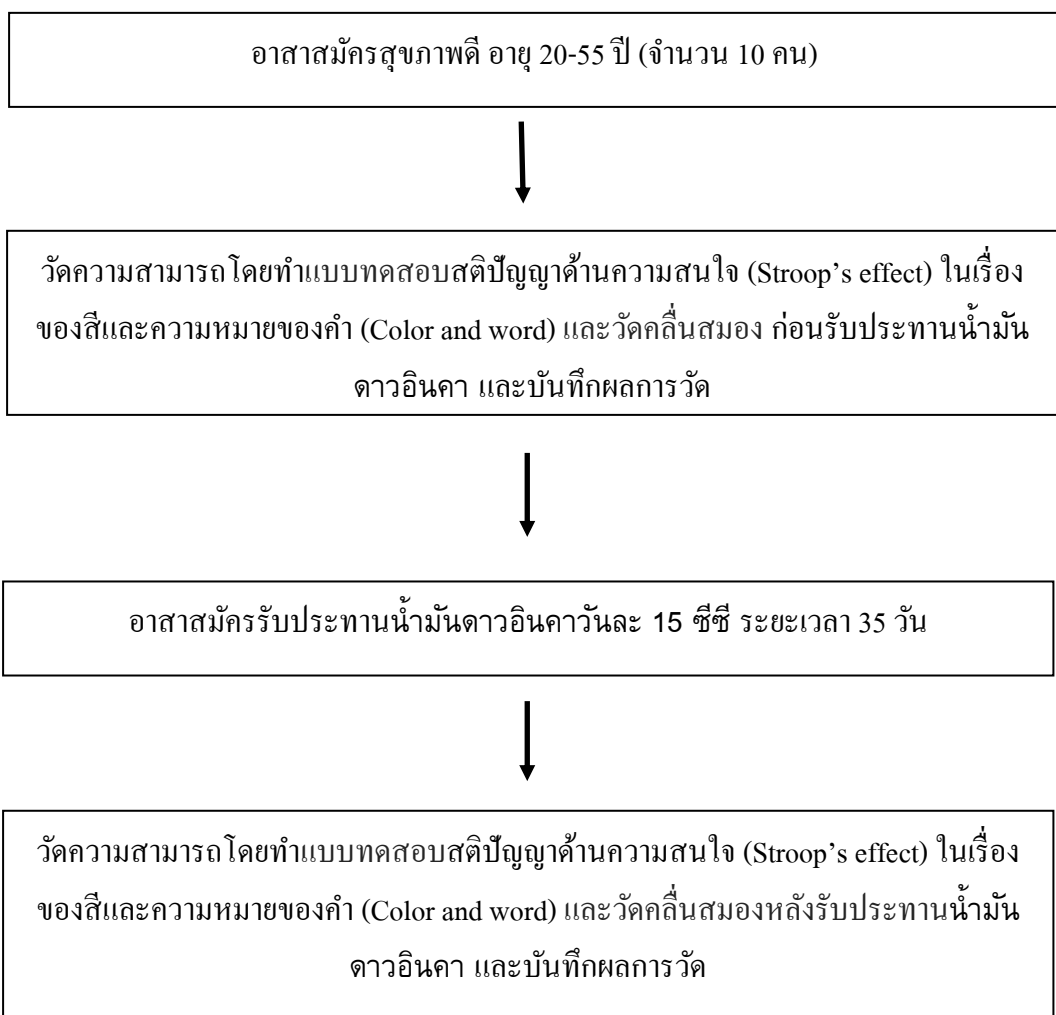 อาสาสมัครสุขภาพดี อายุ 20-55 ปี (จำนวน 10 คน)
วัดความสามารถโดยทำแบบทดสอบสติปัญญาด้านความสนใจ (Stroop’s effect) ในเรื่อง
ของสีและความหมายของคำ (Color and word) และวัดคลื่นสมอง ก่อนรับประทานน้ำมัน
ดาวอินคา และบันทึกผลการวัด
อาสาสมัครรับประทานน้ำมันดาวอินคาวันละ 15 ซีซี ระยะเวลา 35 วัน
วัดความสามารถโดยทำแบบทดสอบสติปัญญาด้านความสนใจ (Stroop’s effect) ในเรื่อง
ของสีและความหมายของคำ (Color and word) และวัดคลื่นสมองหลังรับประทานน้ำมัน
ดาวอินคา และบันทึกผลการวัด